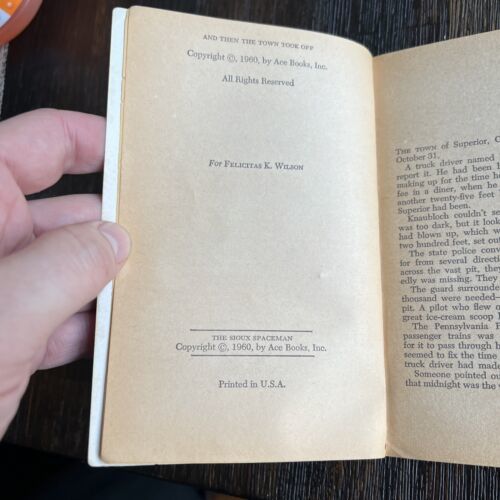 AND THEN THE TOWN TOOK OFF
Copyright ©, 1960, by Ace Books, Inc.
All Rights Reserved
For FELICITAS K. WILSON
THE SIOUX SPACEMAN
Copyright ©, 1960, by Ace Books, Inc.
Printed in U.S.A.
THE TOWN of Superior,
October 31.
A truck driver named
report it. He had been
making up for the time
fee in a diner, when he
another twenty-five feet
Superior had been.
Knaubloch couldn't
was too dark, but it look
had blown up, which
two hundred feet, set out
The state police conv
for from several directi
across the vast pit, they
edly was missing. They
The guard surrounde
thousand were needed—
pit. A pilot who flew o
great ice-cream scoop
The Pennsylvania
passenger trains was
for it to pass through
seemed to fix the time
truck driver had made
Someone pointed ou
that midnight was the